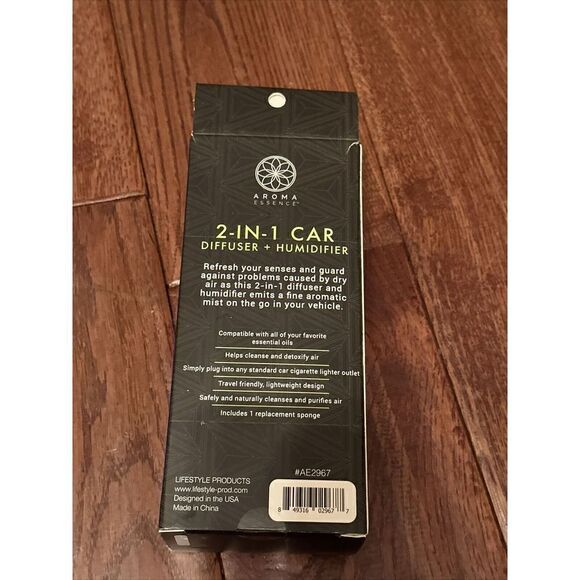 AROMA
ESSENCE
2-IN-1 CAR
DIFFUSER + HUMIDIFIER
Refresh your senses and guard
against problems caused by dry
air as this 2-in-1 diffuser and
humidifier emits a fine aromatic
mist on the go in your vehicle.
Compatible with all of your favorite
essential oils
Helps cleanse and detoxify air
Simply plug into any standard car cigarette lighter outlet
Travel friendly, lightweight design
Safely and naturally cleanses and purifies air
Includes 1 replacement sponge
#AE2967
LIFESTYLE PRODUCTS
www.lifestyle-prod.com
Designed in the USA
Made in China
8 49316 02967 7